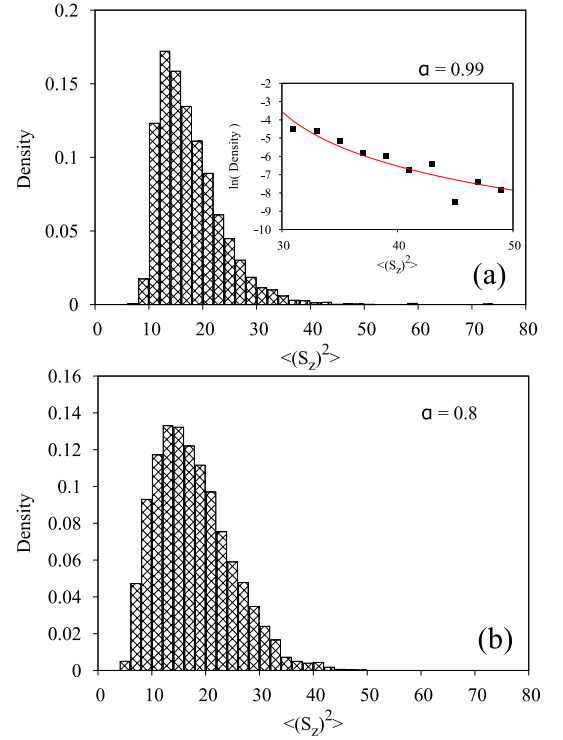 0.2
0.15
0.1
0.05
0
Density
ɑ = 0.99
-2
-3
-4
-5
-6
-7
-8
-9
-10
ln( Density )
30 40 50
<(S_z)^2>
(a)
0 10 20 30 40 50 60 70 80
<(S_z)^2>
0.16
0.14
0.12
0.1
0.08
0.06
0.04
0.02
0
Density
ɑ = 0.8
(b)
0 10 20 30 40 50 60 70 80
<(S_z)^2>